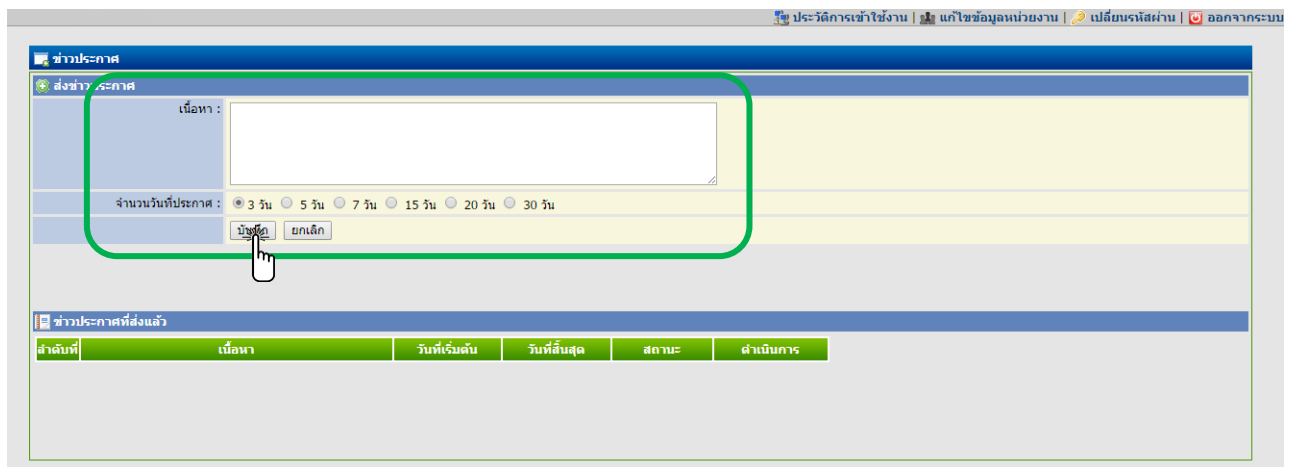 ประวัติการเข้าใช้งาน | แก้ไขข้อมูลหน่วยงาน | เปลี่ยนรหัสผ่าน | ออกจากระบบ
ข่าวประกาศ
ส่งข่าวประกาศ
เนื้อหา :
จำนวนวันที่ประกาศ : 3 วัน 5 วัน 7 วัน 15 วัน 20 วัน 30 วัน
บันทึก ยกเลิก
ข่าวประกาศที่ส่งแล้ว
ลำดับที่ เนื้อหา วันที่เริ่มต้น วันที่สิ้นสุด สถานะ ดำเนินการ